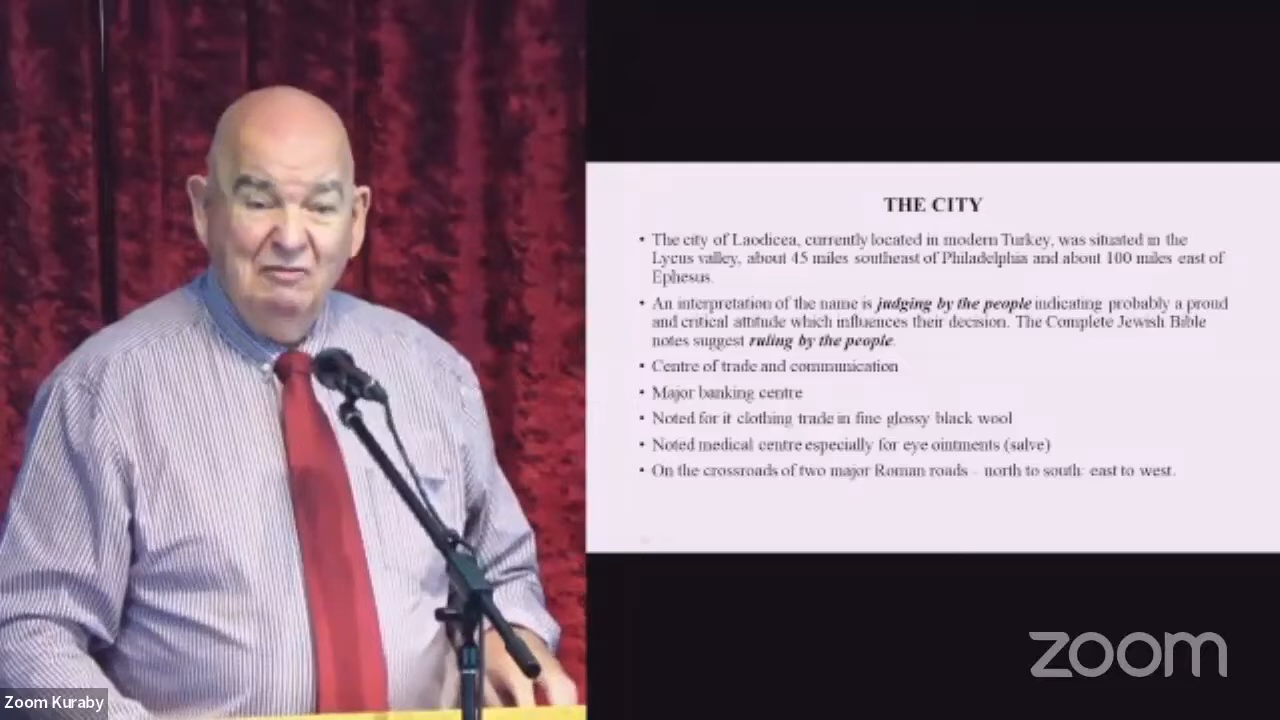 THE CITY
• The city of Laodicea, currently located in modern Turkey, was situated in the
Lycus valley, about 45 miles southeast of Philadelphia and about 100 miles east of
Ephesus.
• An interpretation of the name is judging by the people indicating probably a proud
and critical attitude which influences their decision. The Complete Jewish Bible
notes suggest ruling by the people.
• Centre of trade and communication
• Major banking centre
• Noted for it clothing trade in fine glossy black wool
• Noted medical centre especially for eye ointments (salve)
• On the crossroads of two major Roman roads – north to south: east to west.
zoom
Zoom Kuraby